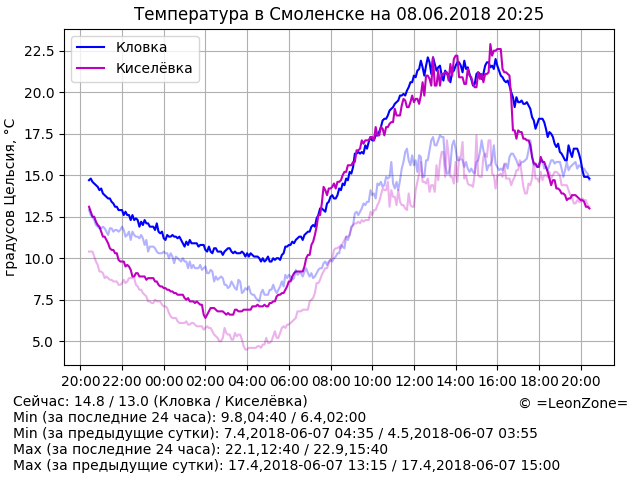 Температура в Смоленске на 08.06.2018 20:25
Кловка
Киселёвка
градусов Цельсия, °C
22.5
20.0
17.5
15.0
12.5
10.0
7.5
5.0
20:00 22:00 00:00 02:00 04:00 06:00 08:00 10:00 12:00 14:00 16:00 18:00 20:00
Сейчас: 14.8 / 13.0 (Кловка / Киселёвка)
© =LeonZone=
Min (за последние 24 часа): 9.8,04:40 / 6.4,02:00
Min (за предыдущие сутки): 7.4,2018-06-07 04:35 / 4.5,2018-06-07 03:55
Max (за последние 24 часа): 22.1,12:40 / 22.9,15:40
Max (за предыдущие сутки): 17.4,2018-06-07 13:15 / 17.4,2018-06-07 15:00